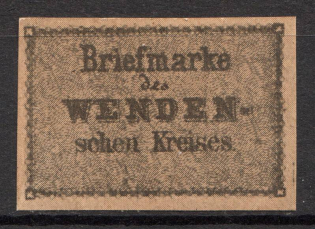 Briefmarke
des
WENDEN-
schen Kreises.